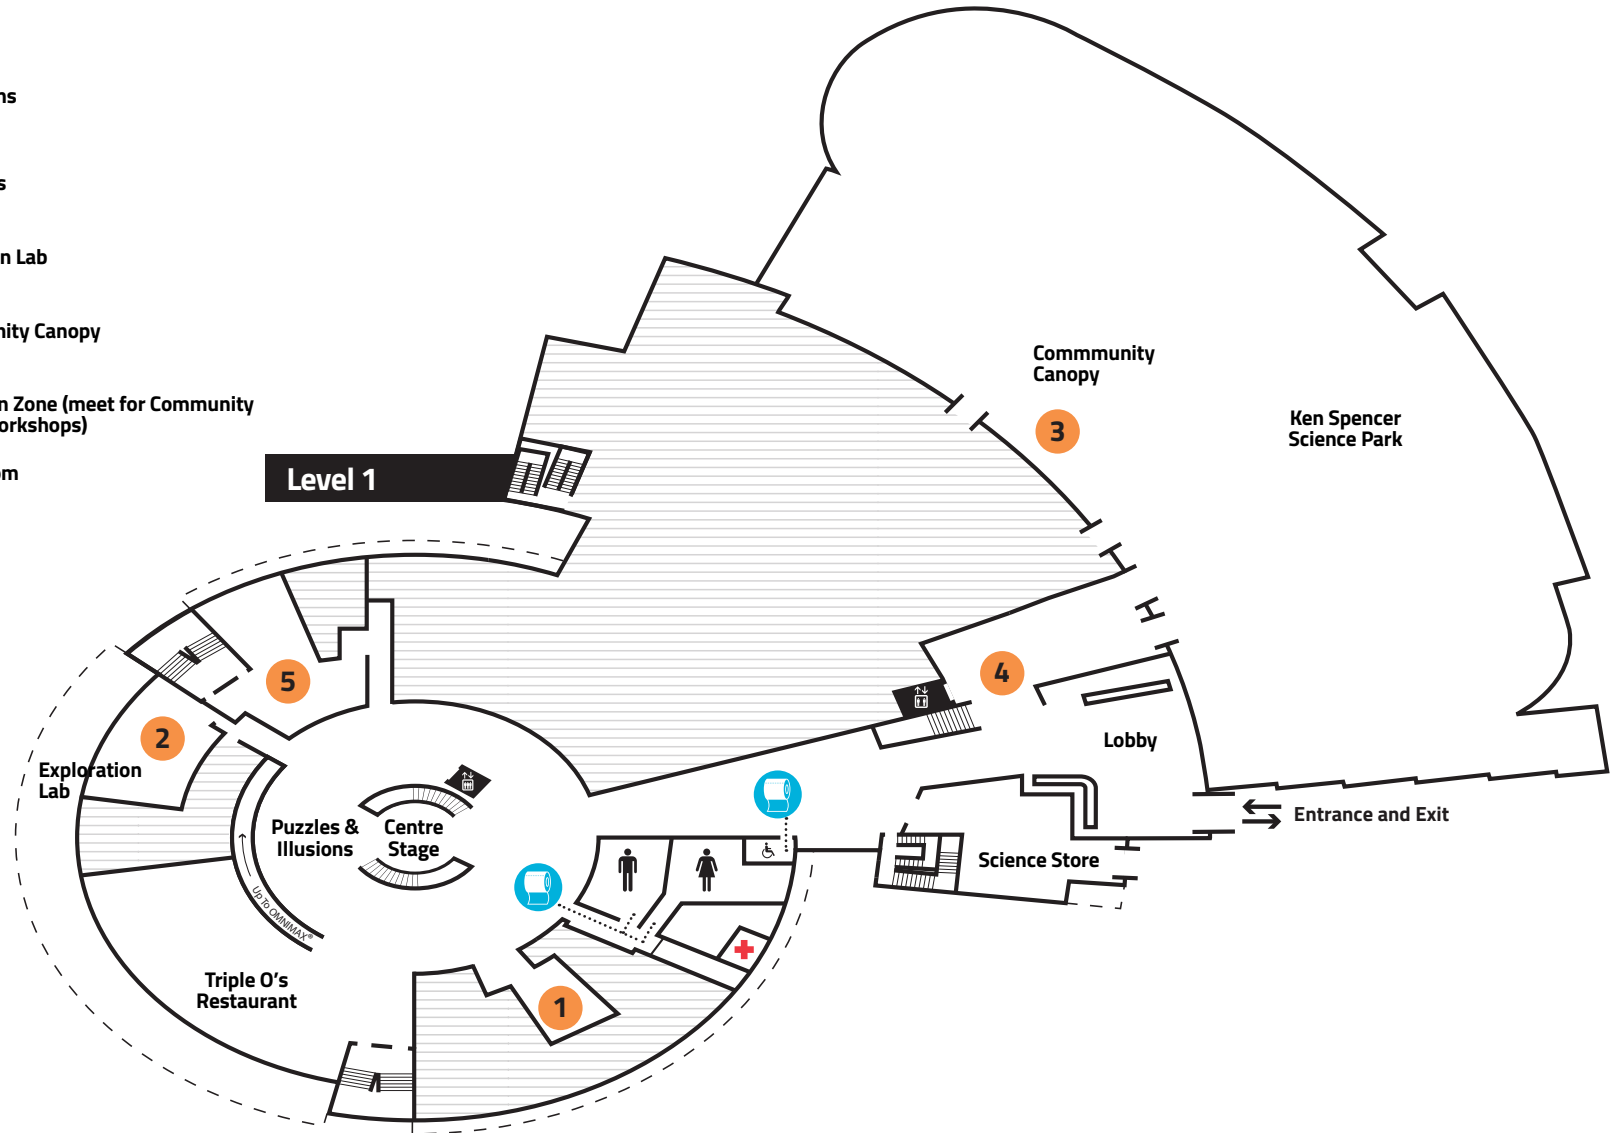 ns
s
n Lab
nity Canopy
n Zone (meet for Community
orkshops)
om
Level 1
Commmunity
Canopy
3
Ken Spencer
Science Park
5
4
2
Exploration
Lab
Lobby
Entrance and Exit
Puzzles &
Illusions
Centre
Stage
Science Store
Up To OMNIMAX®
Triple O's
Restaurant
1